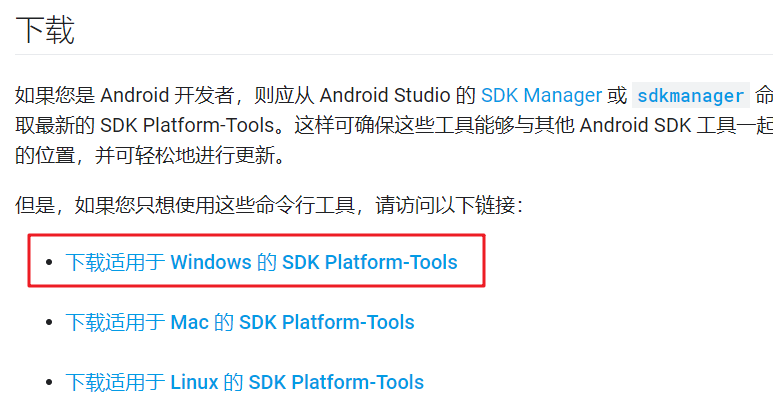 下载
如果您是 Android 开发者，则应从 Android Studio 的 SDK Manager 或 sdkmanager 命
取最新的 SDK Platform-Tools。这样可确保这些工具能够与其他 Android SDK 工具一起
的位置，并可轻松地进行更新。
但是，如果您只想使用这些命令行工具，请访问以下链接：
• 下载适用于 Windows 的 SDK Platform-Tools
• 下载适用于 Mac 的 SDK Platform-Tools
• 下载适用于 Linux 的 SDK Platform-Tools